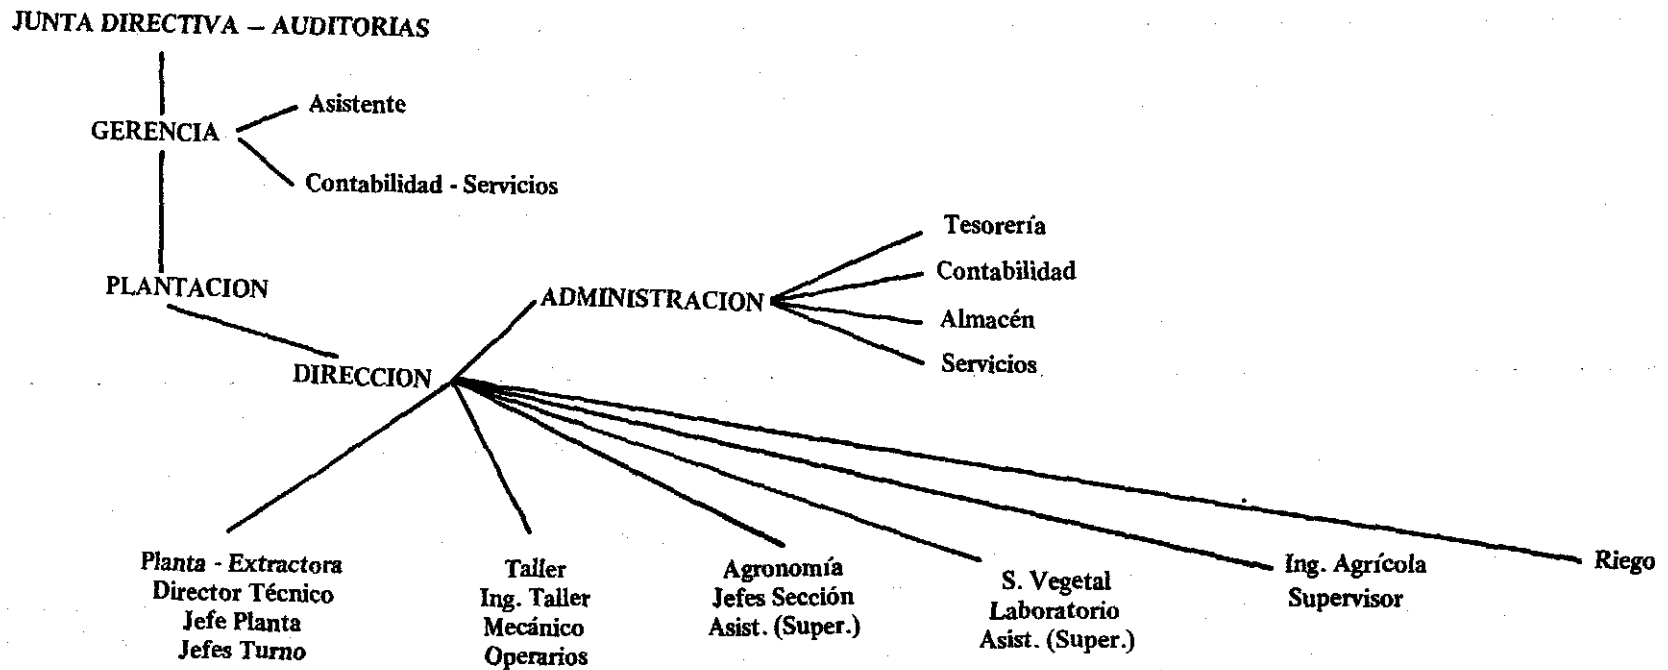 JUNTA DIRECTIVA – AUDITORIAS
Asistente
GERENCIA
Contabilidad - Servicios
Tesorería
Contabilidad
PLANTACION
ADMINISTRACION
Almacén
Servicios
DIRECCION
Planta - Extractora
Director Técnico
Jefe Planta
Jefes Turno
Taller
Ing. Taller
Mecánico
Operarios
Agronomía
Jefes Sección
Asist. (Super.)
S. Vegetal
Laboratorio
Asist. (Super.)
Ing. Agrícola
Supervisor
Riego